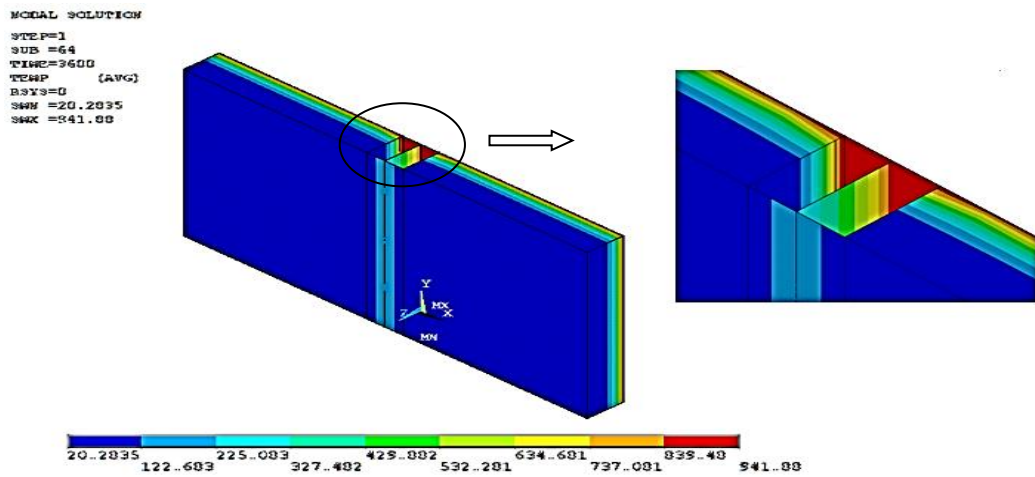 NODAL SOLUTION
STEP=1
SUB =64
TIME=3600
TEMP (AVG)
RSYS=0
SMN =20.2835
SMX =941.88
Y
MX
Z X
MN
20.2835 225.083 429.882 634.681 839.48
122.683 327.482 532.281 737.081 941.88